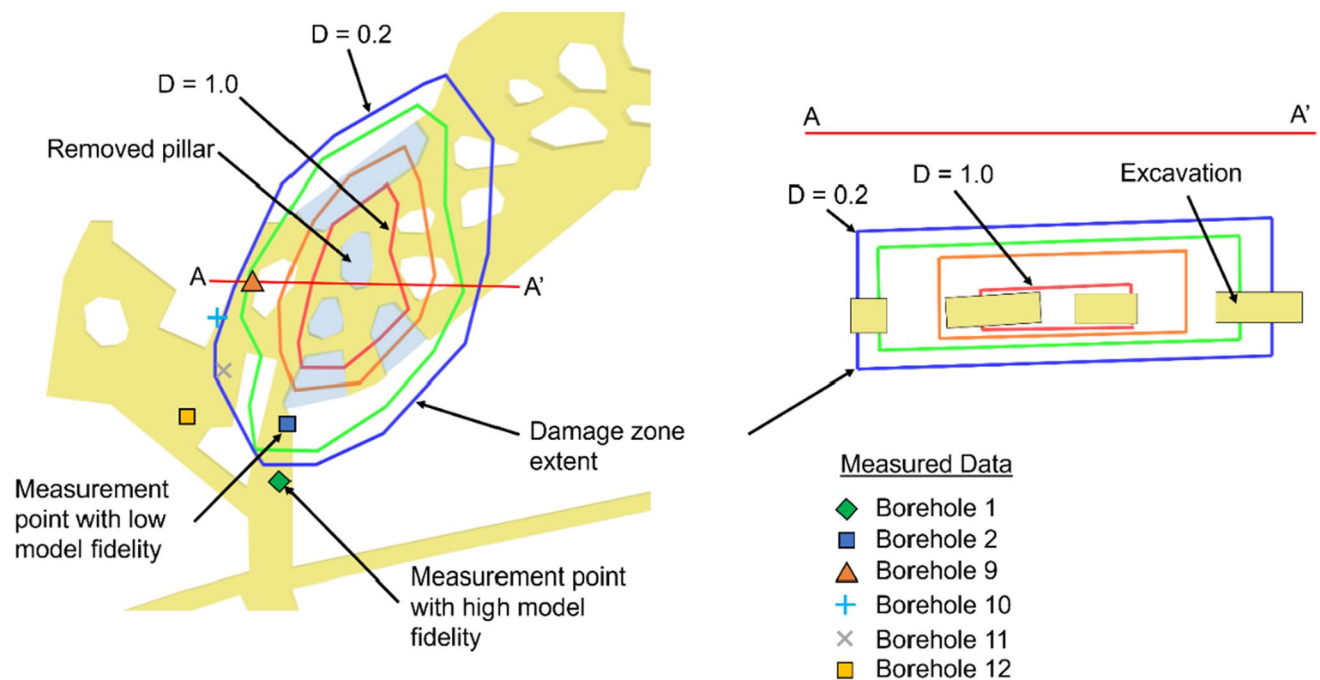 D = 0.2
D = 1.0
Removed pillar
A
A'
Damage zone
extent
Measurement
point with low
model fidelity
Measurement point
with high model
fidelity
A
A'
D = 0.2
D = 1.0
Excavation
Measured Data
Borehole 1
Borehole 2
Borehole 9
Borehole 10
Borehole 11
Borehole 12